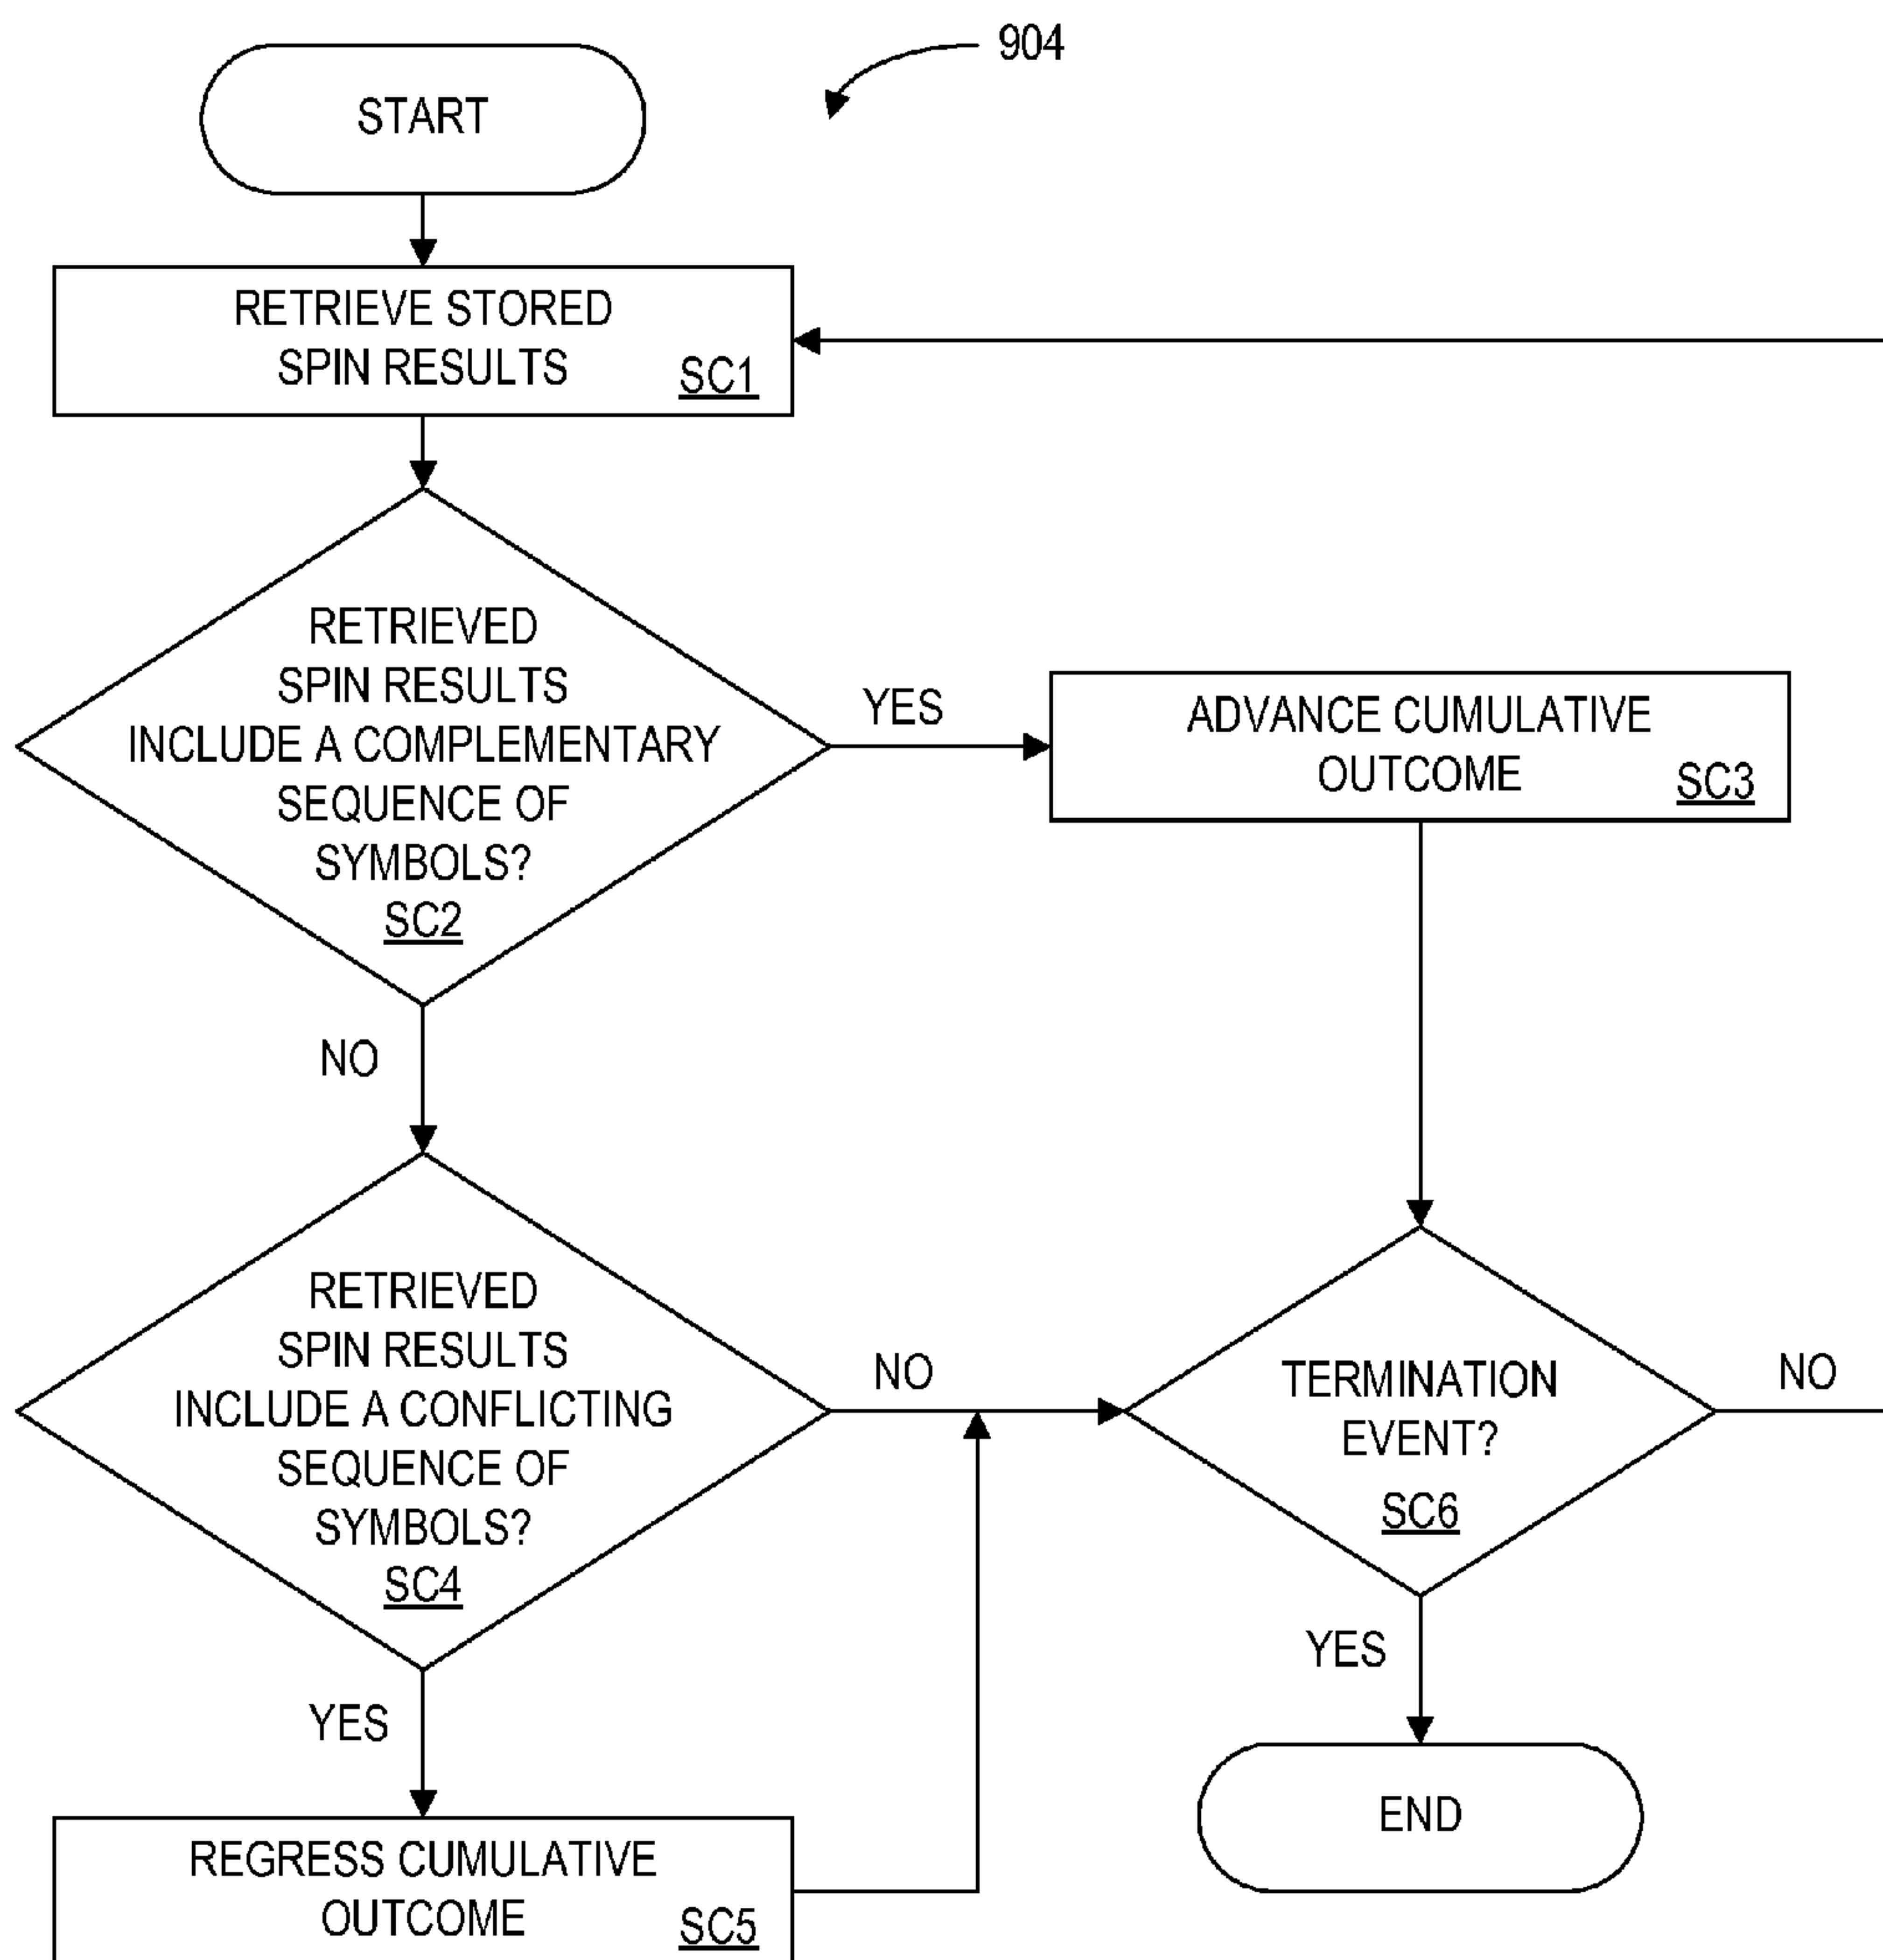 904
START
RETRIEVE STORED
SPIN RESULTS
SC1
RETRIEVED
SPIN RESULTS
INCLUDE A COMPLEMENTARY
SEQUENCE OF
SYMBOLS?
SC2
YES
ADVANCE CUMULATIVE
OUTCOME
SC3
NO
RETRIEVED
SPIN RESULTS
INCLUDE A CONFLICTING
SEQUENCE OF
SYMBOLS?
SC4
NO
TERMINATION
EVENT?
SC6
NO
YES
YES
REGRESS CUMULATIVE
OUTCOME
SC5
END